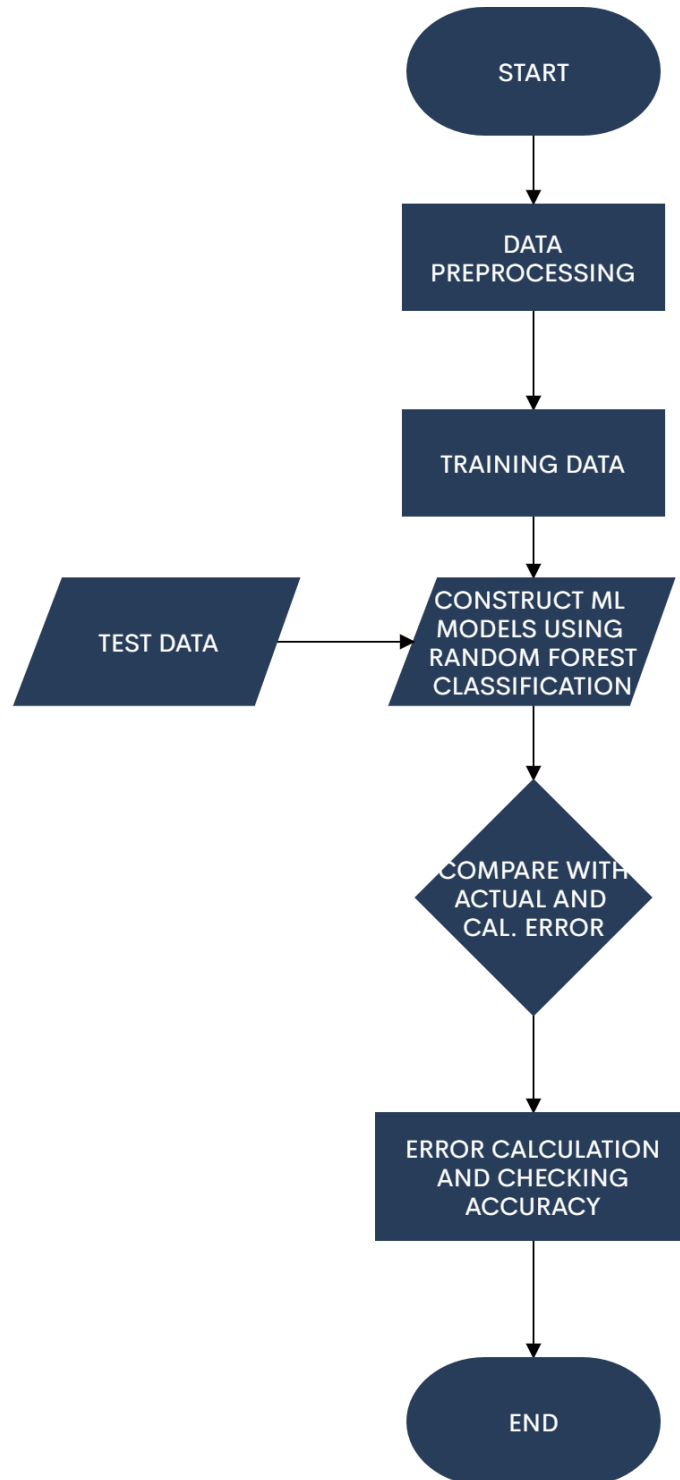 START
DATA
PREPROCESSING
TRAINING DATA
TEST DATA
CONSTRUCT ML
MODELS USING
RANDOM FOREST
CLASSIFICATION
COMPARE WITH
ACTUAL AND
CAL. ERROR
ERROR CALCULATION
AND CHECKING
ACCURACY
END